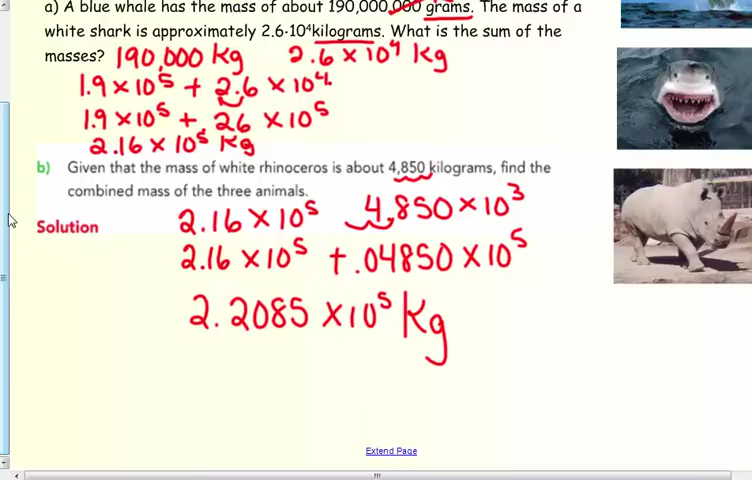 a) A blue whale has the mass of about 190,000,000,000 grams. The mass of a
white shark is approximately 2.6·10⁴kilograms. What is the sum of the
masses? 190,000 Kg 2.6 × 10⁴ Kg
1.9 × 10⁵ + 2.6 × 10⁴
1.9 × 10⁵ + .26 × 10⁵
2.16 × 10⁵ Kg
b) Given that the mass of white rhinoceros is about 4,850 kilograms, find the
combined mass of the three animals.
2.16 × 10⁵ 4,850 × 10³
Solution
2.16 × 10⁵ + .04850 × 10⁵
2.2085 × 10⁵ Kg
Extend Page